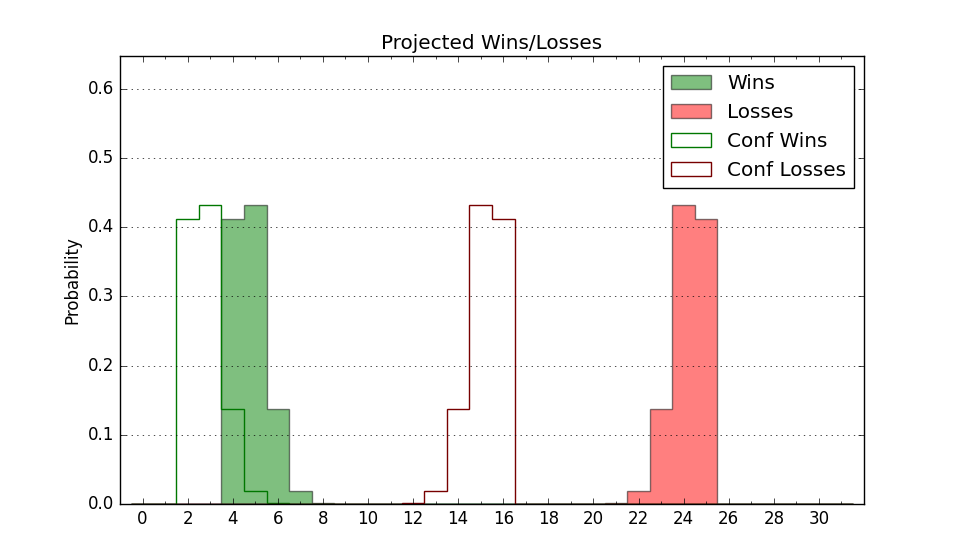 Projected Wins/Losses
Wins
Losses
Conf Wins
Conf Losses
Probability
0.6
0.5
0.4
0.3
0.2
0.1
0.0
0 2 4 6 8 10 12 14 16 18 20 22 24 26 28 30